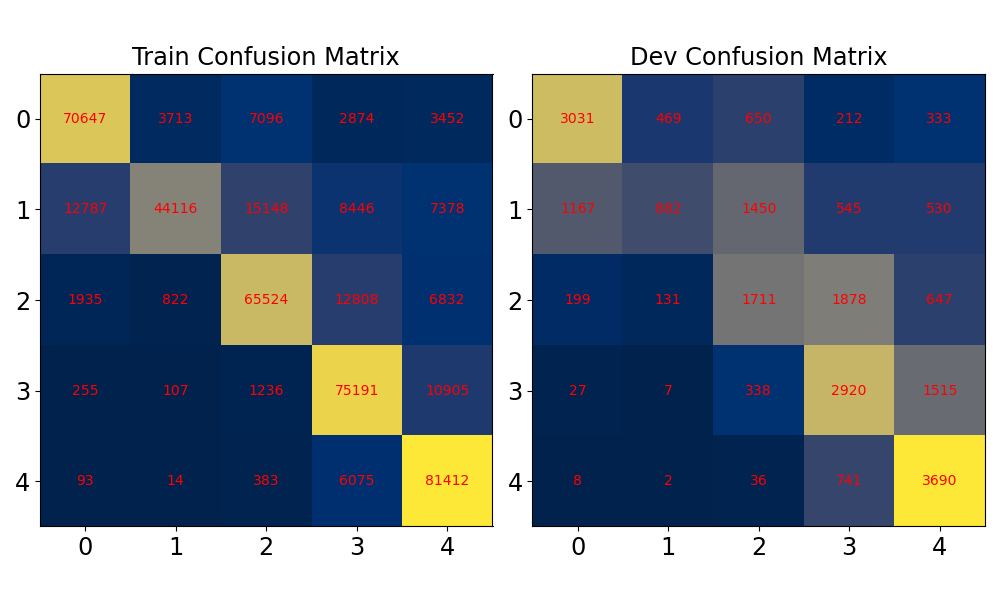 Train Confusion Matrix
Dev Confusion Matrix
0 70647 3713 7096 2874 3452
1 12787 44116 15148 8446 7378
2 1935 822 65524 12808 6832
3 255 107 1236 75191 10905
4 93 14 383 6075 81412
0 1 2 3 4
0 3031 469 650 212 333
1 1167 882 1450 545 530
2 199 131 1711 1878 647
3 27 7 338 2920 1515
4 8 2 36 741 3690
0 1 2 3 4